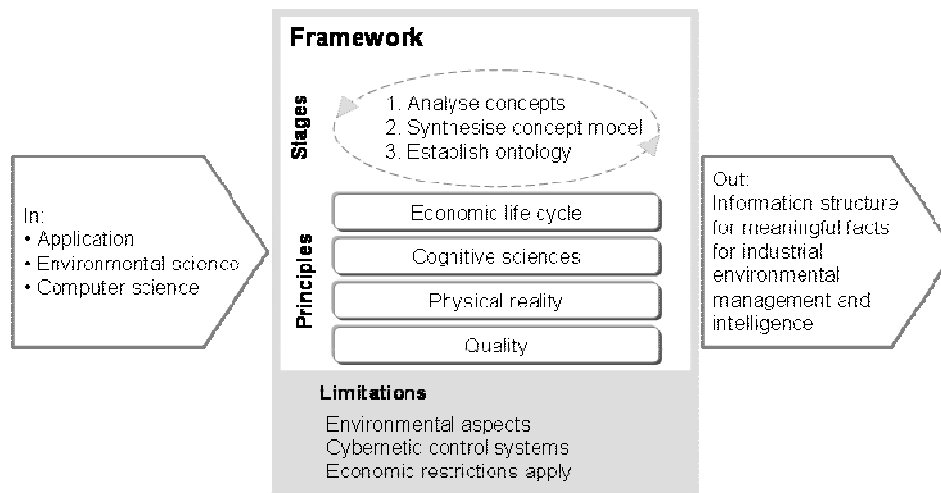 Framework
Stages
1. Analyse concepts
2. Synthesise concept model
3. Establish ontology
In:
• Application
• Environmental science
• Computer science
Principles
Economic life cycle
Cognitive sciences
Physical reality
Quality
Limitations
Environmental aspects
Cybernetic control systems
Economic restrictions apply
Out:
Information structure
for meaningful facts
for industrial
environmental
management and
intelligence